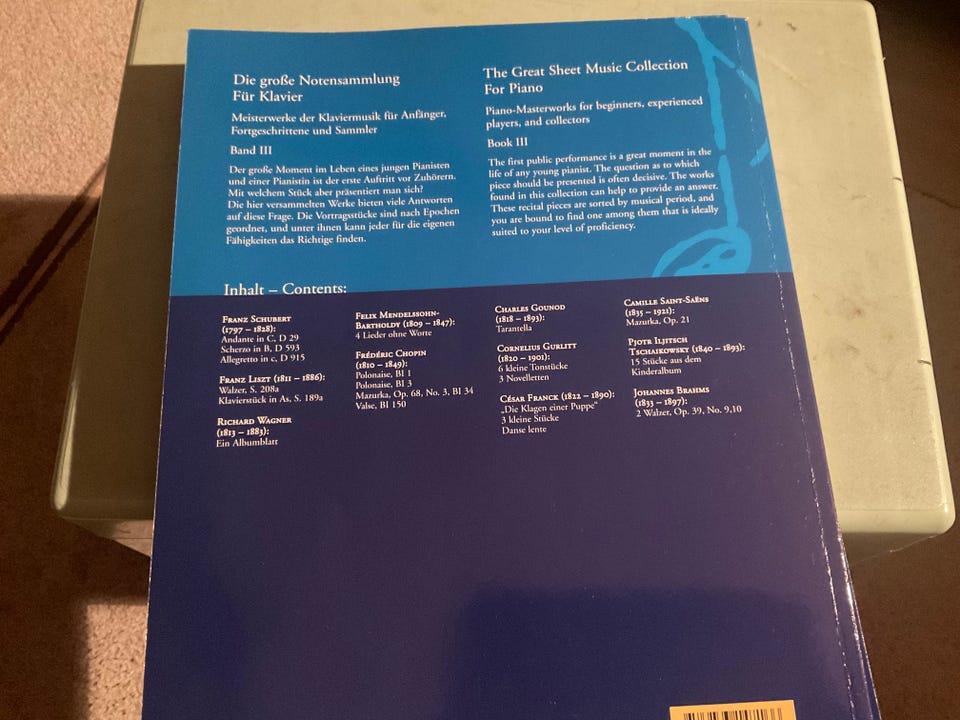 Die große Notensammlung
Für Klavier
Meisterwerke der Klaviermusik für Anfänger,
Fortgeschrittene und Sammler
Band III
Der große Moment im Leben eines jungen Pianisten
und einer Pianistin ist der erste Auftritt vor Zuhörern.
Mit welchem Stück aber präsentiert man sich?
Die hier versammelten Werke bieten viele Antworten
auf diese Frage. Die Vortragsstücke sind nach Epochen
geordnet, und unter ihnen kann jeder für die eigenen
Fähigkeiten das Richtige finden.
The Great Sheet Music Collection
For Piano
Piano-Masterworks for beginners, experienced
players, and collectors
Book III
The first public performance is a great moment in the
life of any young pianist. The question as to which
piece should be presented is often decisive. The works
found in this collection can help to provide an answer.
These recital pieces are sorted by musical period, and
you are bound to find one among them that is ideally
suited to your level of proficiency.
Inhalt – Contents:
Franz Schubert
(1797 – 1828):
Andante in C, D 29
Scherzo in B, D 593
Allegretto in c, D 915
Franz Liszt (1811 – 1886):
Walzer, S. 208a
Klavierstück in As, S. 189a
Richard Wagner
(1813 – 1883):
Ein Albumblatt
Felix Mendelssohn-
Bartholdy (1809 – 1847):
4 Lieder ohne Worte
Frédéric Chopin
(1810 – 1849):
Polonaise, BI 1
Polonaise, BI 3
Mazurka, Op. 68, No. 3, BI 34
Valse, BI 150
Charles Gounod
(1818 – 1893):
Tarantella
Cornelius Gurlitt
(1820 – 1901):
6 kleine Tonstücke
3 Novelletten
César Franck (1822 – 1890):
„Die Klagen einer Puppe“
3 kleine Stücke
Danse lente
Camille Saint-Saëns
(1835 – 1921):
Mazurka, Op. 21
Pjotr Iljitsch
Tschaikowsky (1840 – 1893):
15 Stücke aus dem
Kinderalbum
Johannes Brahms
(1833 – 1897):
2 Walzer, Op. 39, No. 9,10